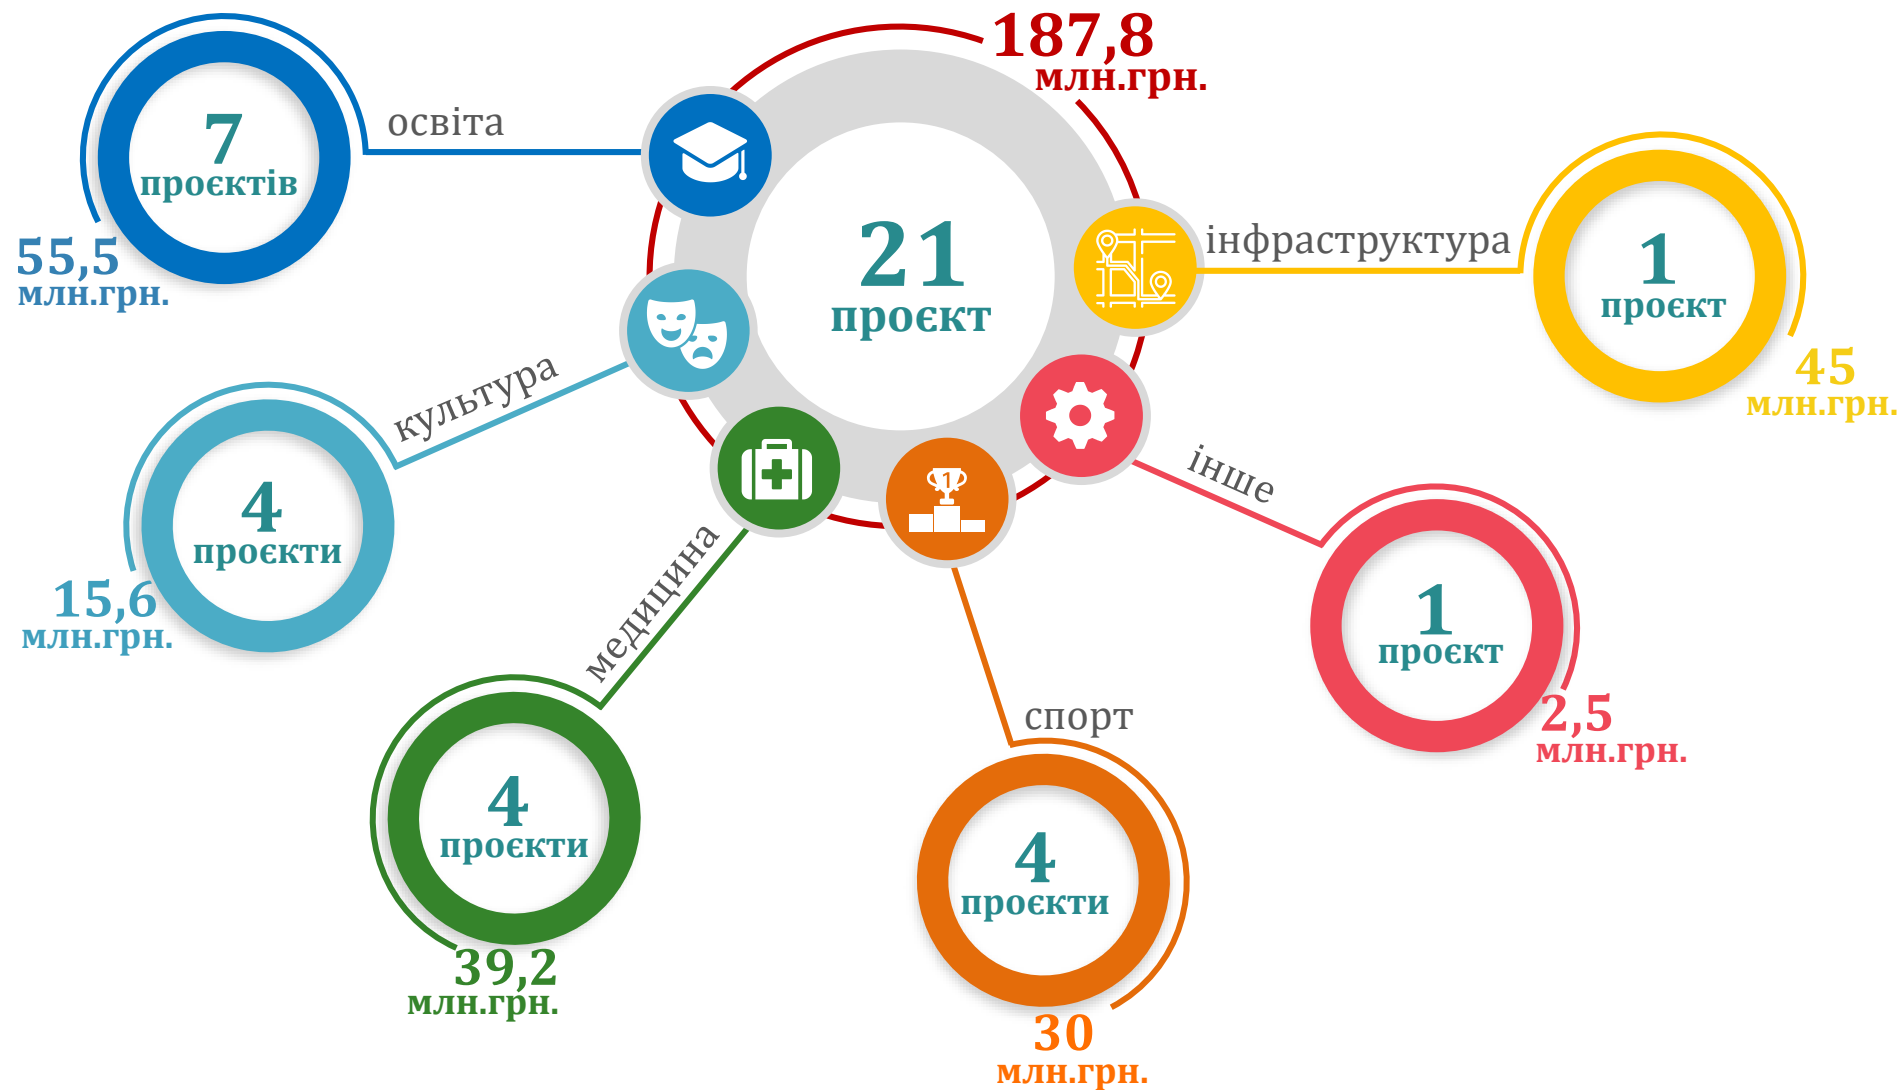 187,8
млн.грн.
21
проєкт
освіта
7
проєктів
55,5
млн.грн.
культура
4
проєкти
15,6
млн.грн.
медицина
4
проєкти
39,2
млн.грн.
1
спорт
4
проєкти
30
млн.грн.
інше
1
проєкт
2,5
млн.грн.
інфраструктура
1
проєкт
45
млн.грн.